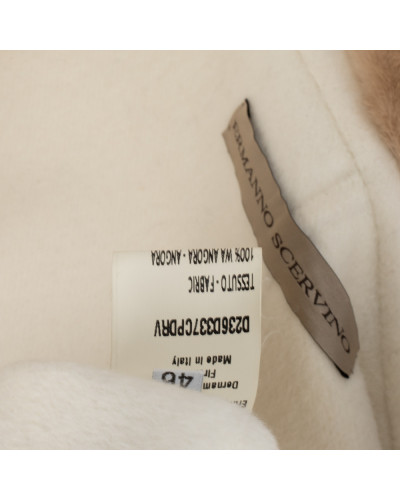 ERMANNO SCERVINO
46
Made in Italy
D236D337CPDRV
TESSUTO-FABRIC
100% WA ANGORA - ANGORA